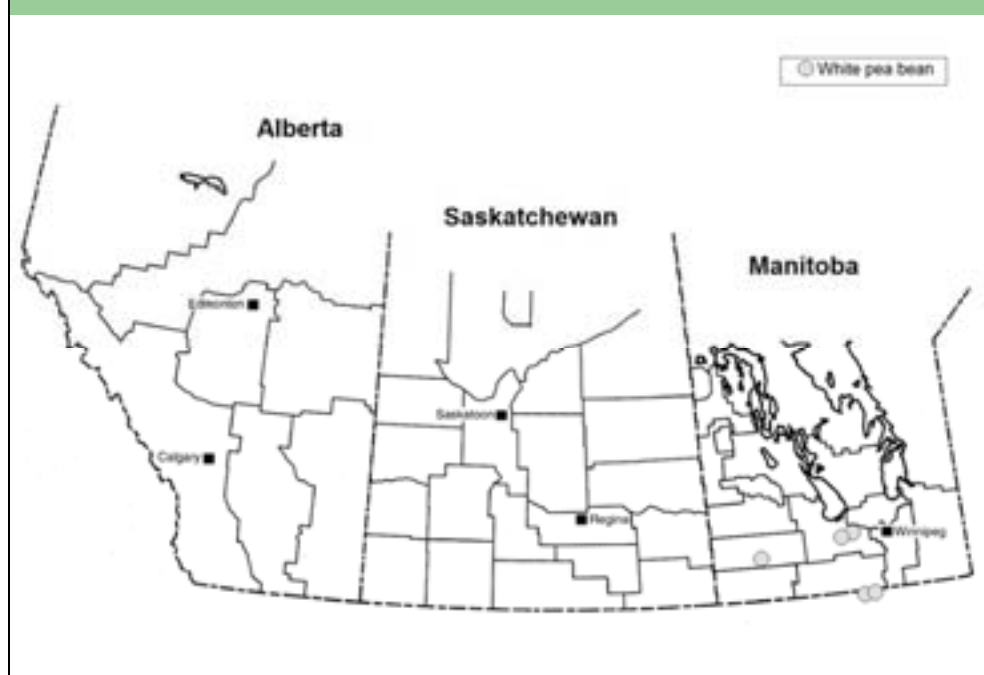 White pea bean
Alberta
Saskatchewan
Manitoba
Edmonton
Saskatoon
Calgary
Regina
Winnipeg